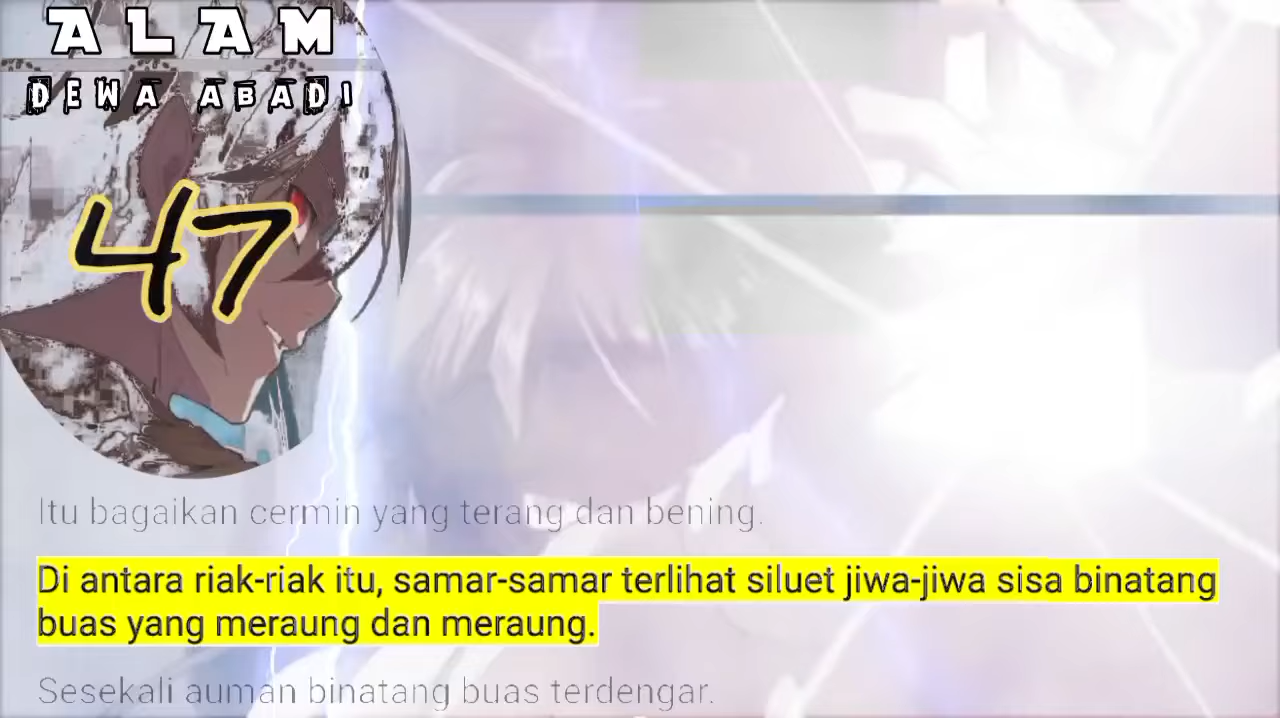 ALAM
DEWA ABADI
47
Itu bagaikan cermin yang terang dan bening.
Di antara riak-riak itu, samar-samar terlihat siluet jiwa-jiwa sisa binatang
buas yang meraung dan meraung.
Sesekali auman binatang buas terdengar.